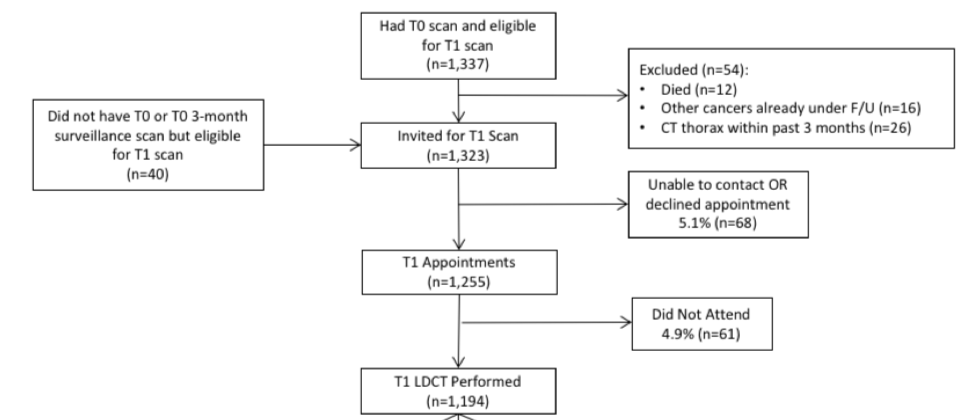 Had T0 scan and eligible
for T1 scan
(n=1,337)
Excluded (n=54):
• Died (n=12)
• Other cancers already under F/U (n=16)
• CT thorax within past 3 months (n=26)
Did not have T0 or T0 3-month
surveillance scan but eligible
for T1 scan
(n=40)
Invited for T1 Scan
(n=1,323)
Unable to contact OR
declined appointment
5.1% (n=68)
T1 Appointments
(n=1,255)
Did Not Attend
4.9% (n=61)
T1 LDCT Performed
(n=1,194)